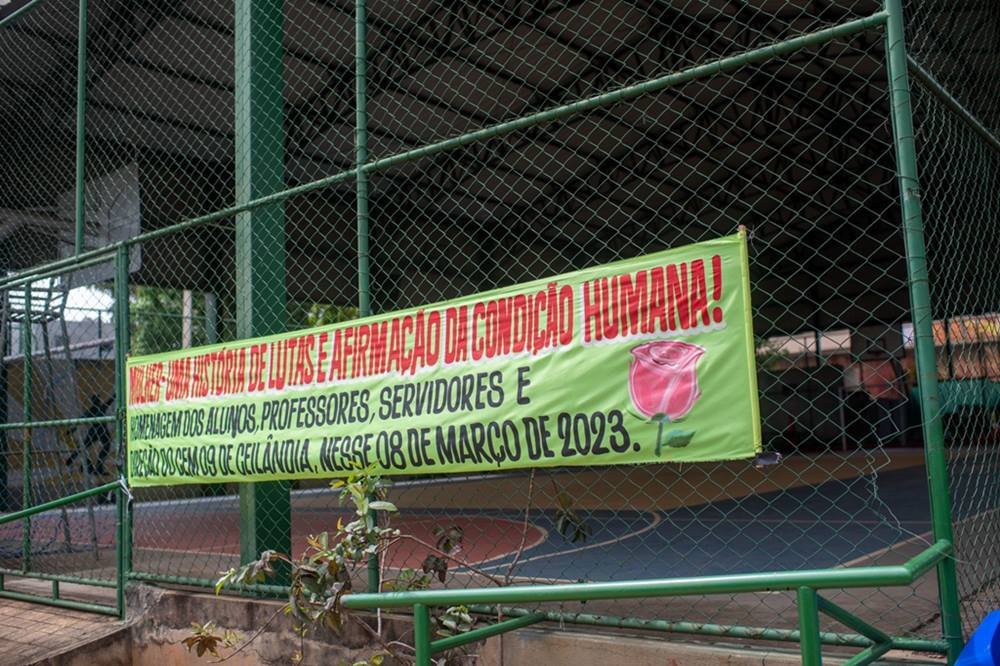 MULHER-UMA HISTÓRIA DE LUTAS E AFIRMAÇÃO DA CONDIÇÃO HUMANA!
HOMENAGEM DOS ALUNOS, PROFESSORES, SERVIDORES E
DIREÇÃO DO CEM 09 DE CEILÂNDIA, NESSE 08 DE MARÇO DE 2023.